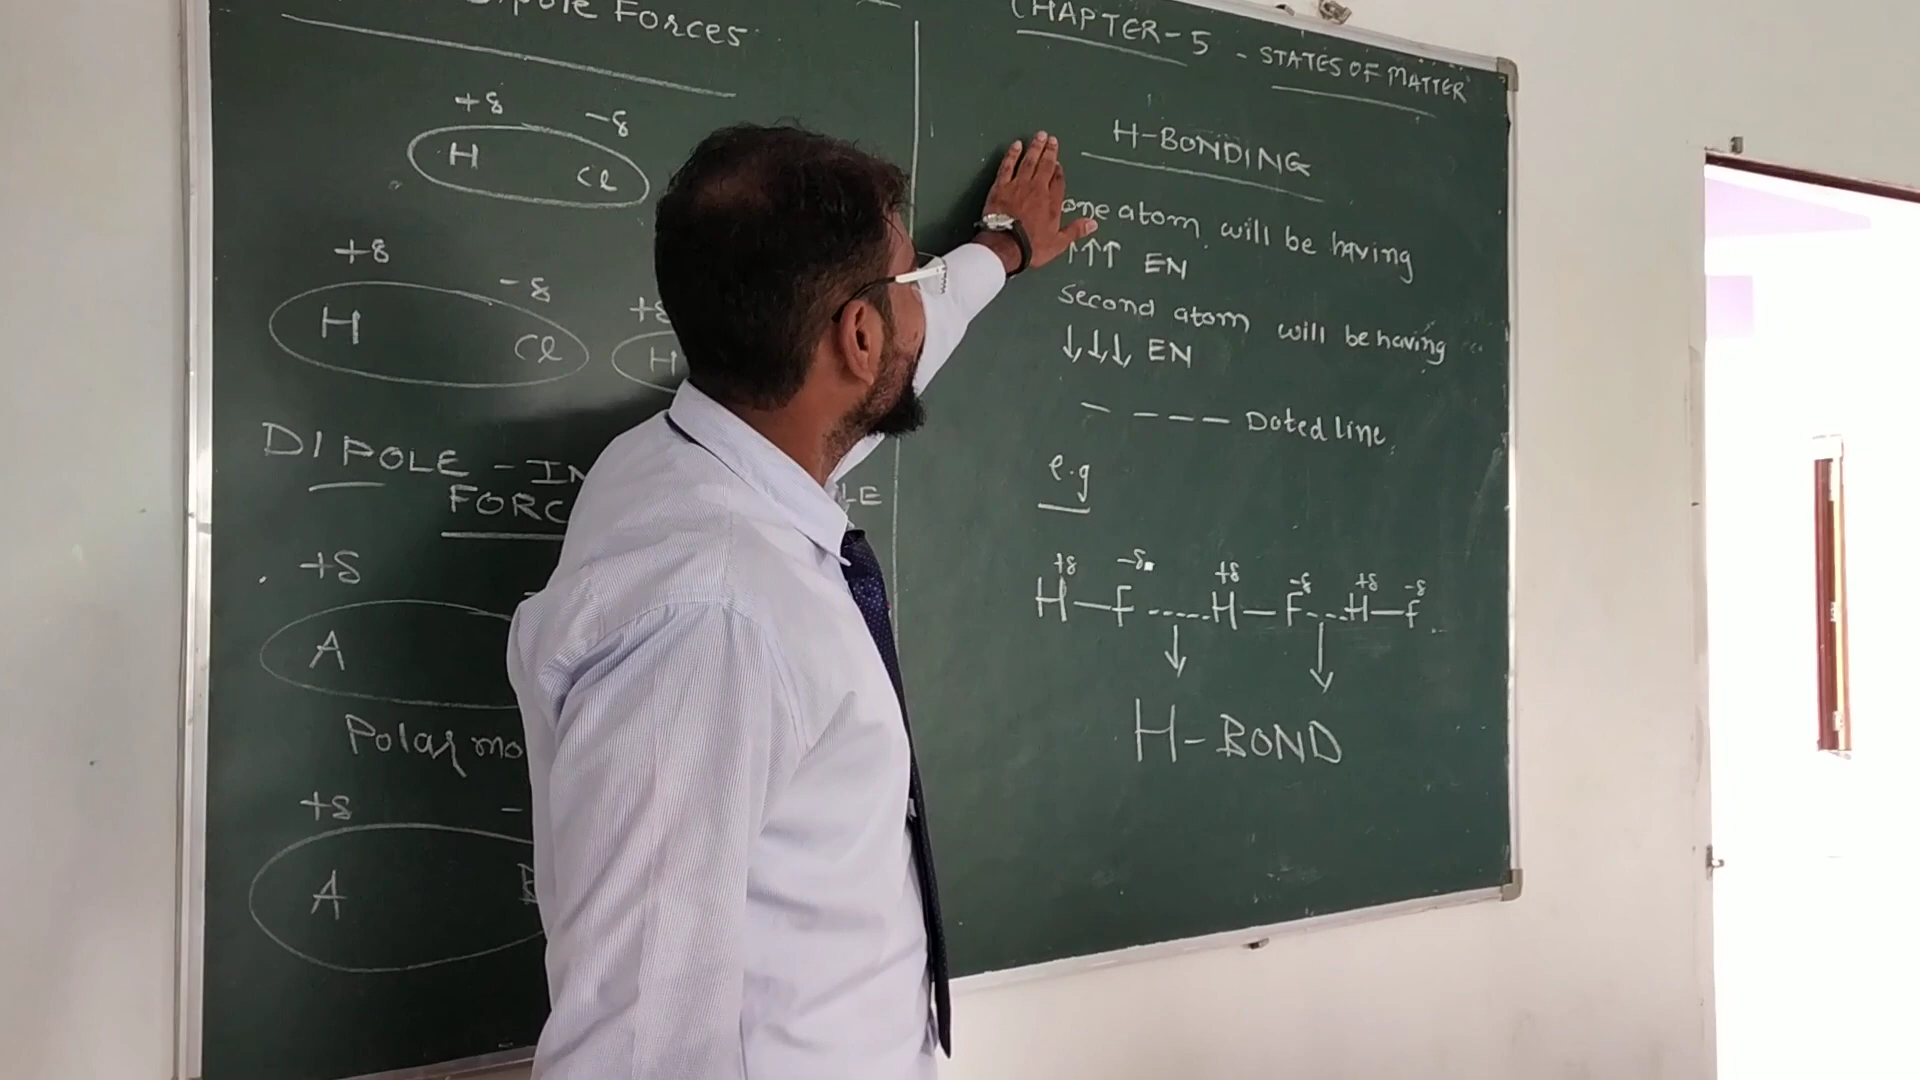 Dipole Forces
+δ -δ
H Cl
+δ -δ +δ
H Cl H
DIPOLE - IN LE
FORC
+δ
A
Polar mo
+δ -
A
CHAPTER-5 - STATES OF MATTER
H-BONDING
one atom will be having
↑↑↑ EN
second atom will be having
↓↓↓ EN
- - - - - Doted line
e.g
+δ -δ +δ -δ +δ -δ
H—F ..... H—F ... H—F
↓ ↓
H-BOND